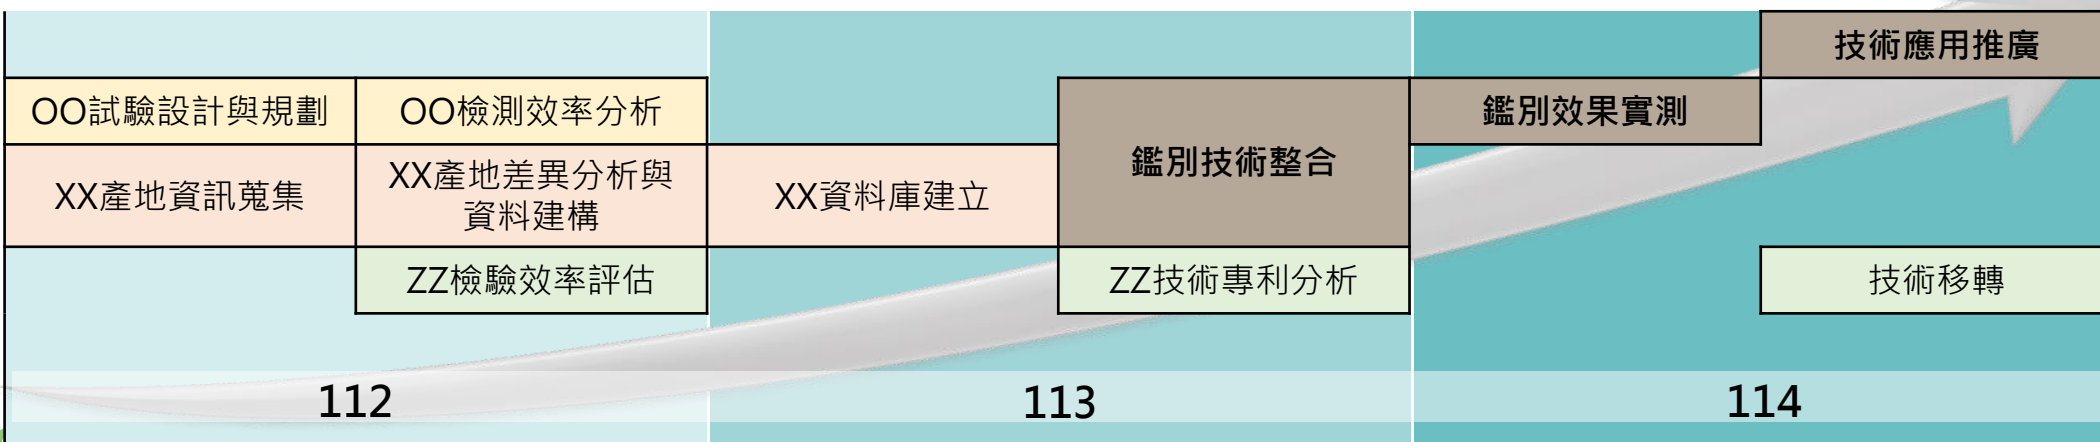 技術應用推廣
OO試驗設計與規劃
OO檢測效率分析
鑑別技術整合
鑑別效果實測
XX產地資訊蒐集
XX產地差異分析與
資料建構
XX資料庫建立
ZZ檢驗效率評估
ZZ技術專利分析
技術移轉
112
113
114